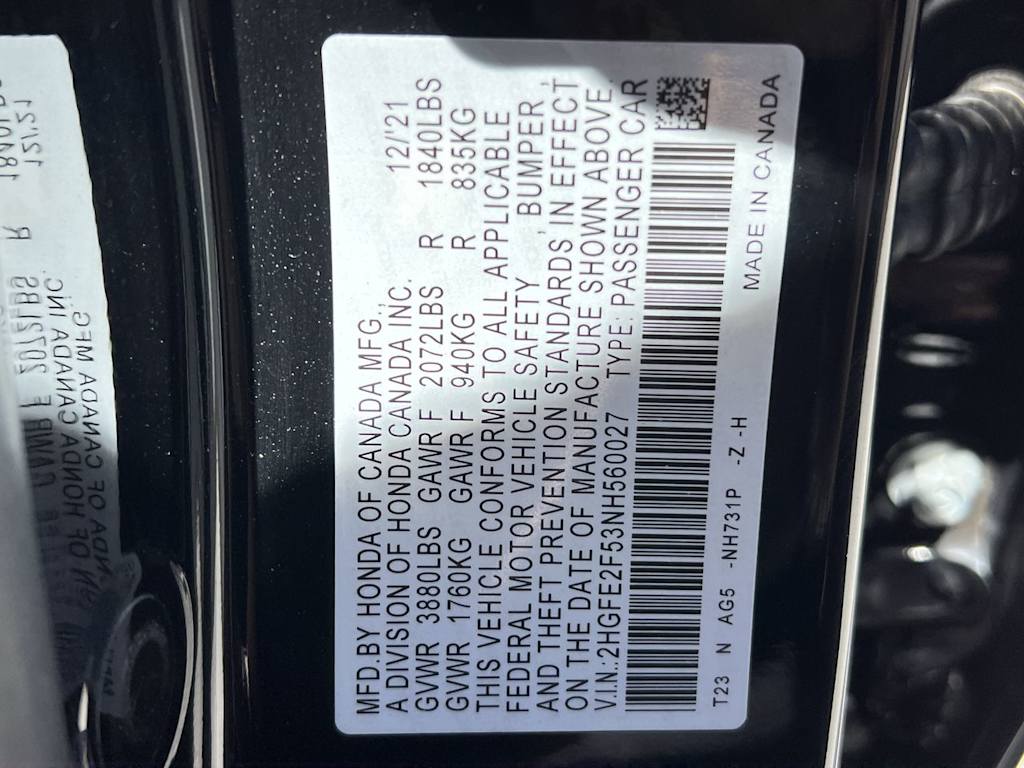 MFD.BY HONDA OF CANADA MFG., 12/'21
A DIVISION OF HONDA CANADA INC.
GVWR 3880LBS GAWR F 2072LBS R 1840LBS
GVWR 1760KG GAWR F 940KG R 835KG
THIS VEHICLE CONFORMS TO ALL APPLICABLE
FEDERAL MOTOR VEHICLE SAFETY , BUMPER ,
AND THEFT PREVENTION STANDARDS IN EFFECT
ON THE DATE OF MANUFACTURE SHOWN ABOVE.
V.I.N.:2HGFE2F53NH560027 TYPE: PASSENGER CAR
T23 N AG5 -NH731P -Z -H
MADE IN CANADA